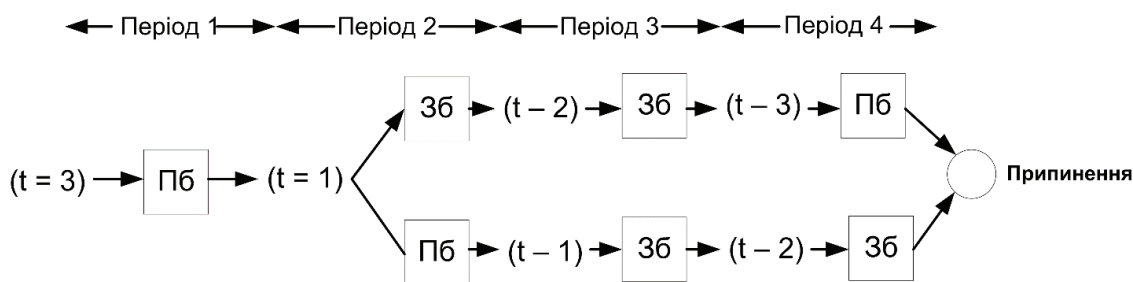 Період 1 Період 2 Період 3 Період 4
Зб (t – 2) Зб (t – 3) Пб
(t = 3) Пб (t = 1) Припинення
Пб (t – 1) Зб (t – 2) Зб